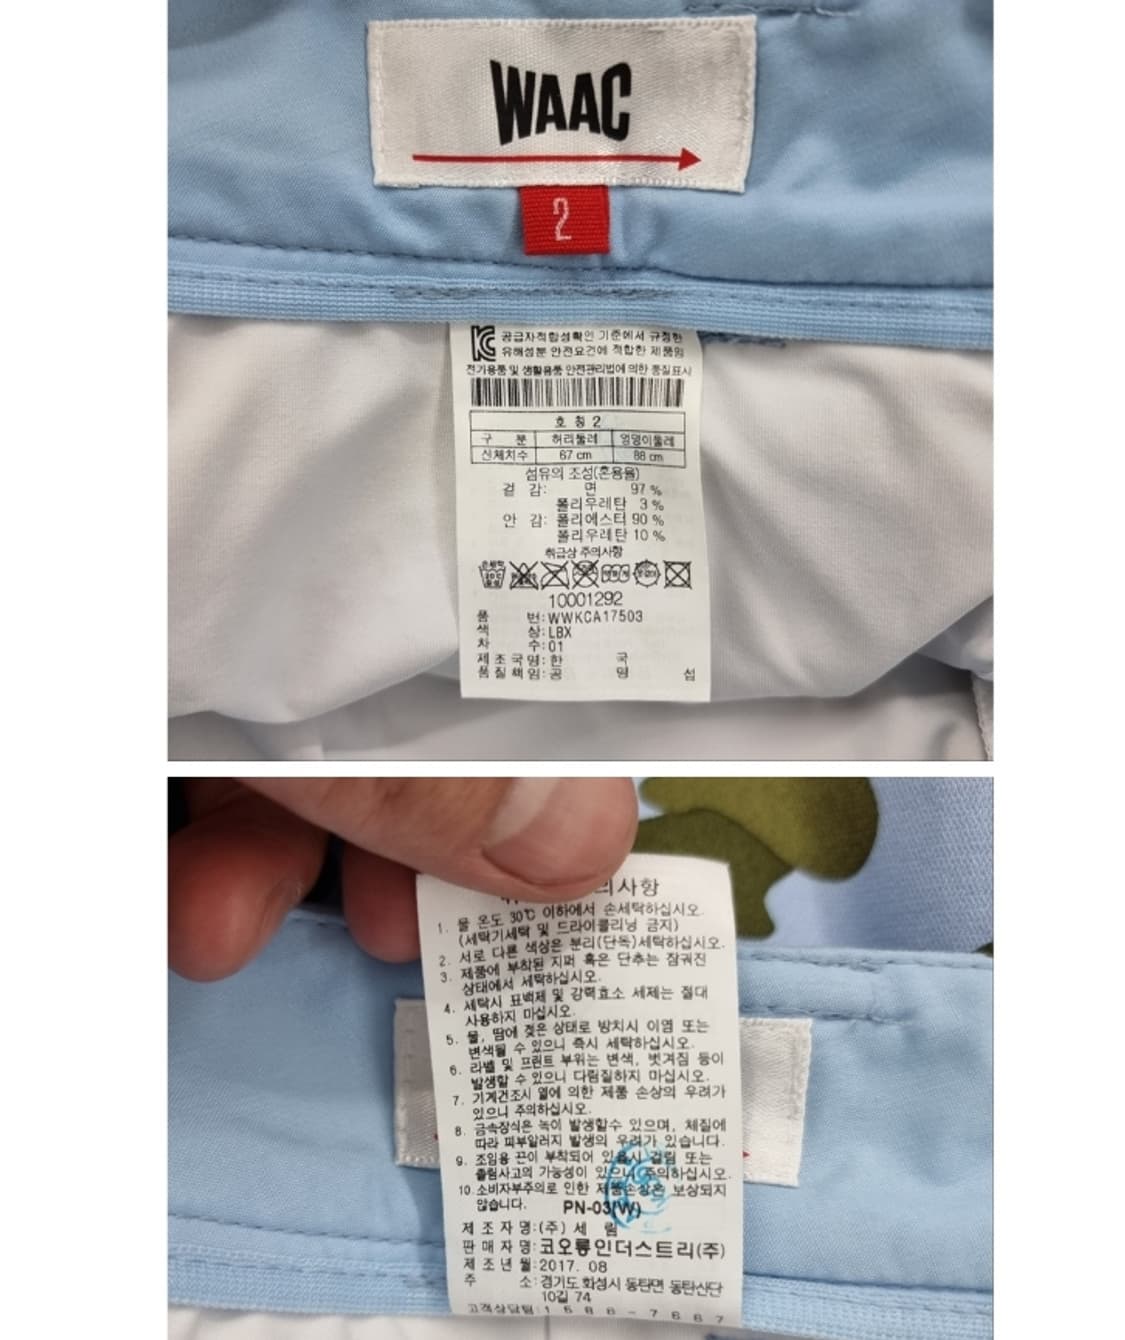 WAAC
2
KC 공급자적합성확인 기준에서 규정한
유해성분 안전요건에 적합한 제품임
전기용품 및 생활용품 안전관리법에 의한 품질표시
호 칭 2
구 분 허리둘레 엉덩이둘레
신체치수 67 cm 88 cm
섬유의 조성(혼용율)
겉 감: 면 97 %
폴리우레탄 3 %
안 감: 폴리에스터 90 %
폴리우레탄 10 %
취급상 주의사항
10001292
품 번: WWKCA17503
색 상: LBX
차 수: 01
제 조 국 명: 한 국
품 질 책 임: 공 명 섭
리사항
1. 물 온도 30℃ 이하에서 손세탁하십시오.
(세탁기세탁 및 드라이클리닝 금지)
2. 서로 다른 색상은 분리(단독)세탁하십시오.
3. 제품에 부착된 지퍼 혹은 단추는 잠궈진
상태에서 세탁하십시오.
4. 세탁시 표백제 및 강력효소 세제는 절대
사용하지 마십시오.
5. 물, 땀에 젖은 상태로 방치시 이염 또는
변색될 수 있으니 즉시 세탁하십시오.
6. 라벨 및 프린트 부위는 변색, 벗겨짐 등이
발생할 수 있으니 다림질하지 마십시오.
7. 기계건조시 열에 의한 제품 손상의 우려가
있으니 주의하십시오.
8. 금속장식은 녹이 발생할수 있으며, 체질에
따라 피부알러지 발생의 우려가 있습니다.
9. 조임용 끈이 부착되어 있을시 걸림 또는
졸림사고의 가능성이 있으니 주의하십시오.
10. 소비자부주의로 인한 제품손상은 보상되지
않습니다. PN-03(W)
제 조 자 명: (주) 세 림
판 매 자 명: 코오롱인더스트리(주)
제 조 년 월: 2017. 08
주 소: 경기도 화성시 동탄면 동탄산단
10길 74
고객상담팀: 1 5 8 8 - 7 6 6 7